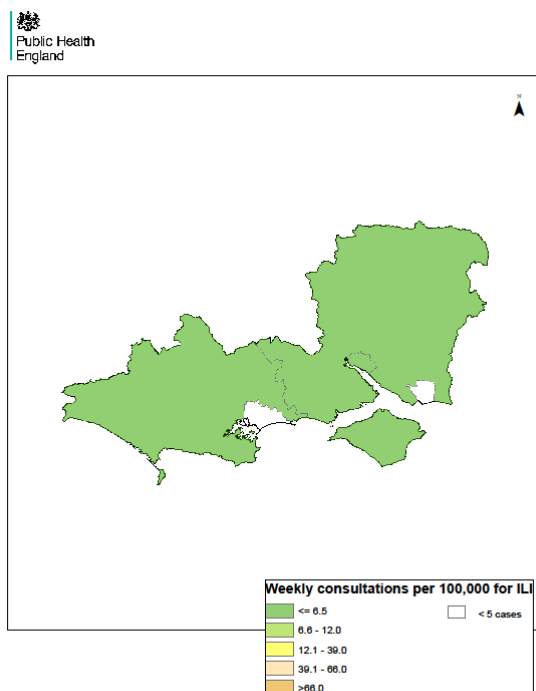 Public Health
England
N
Weekly consultations per 100,000 for ILI
<= 6.5
< 5 cases
6.6 - 12.0
12.1 - 39.0
39.1 - 66.0
>66.0